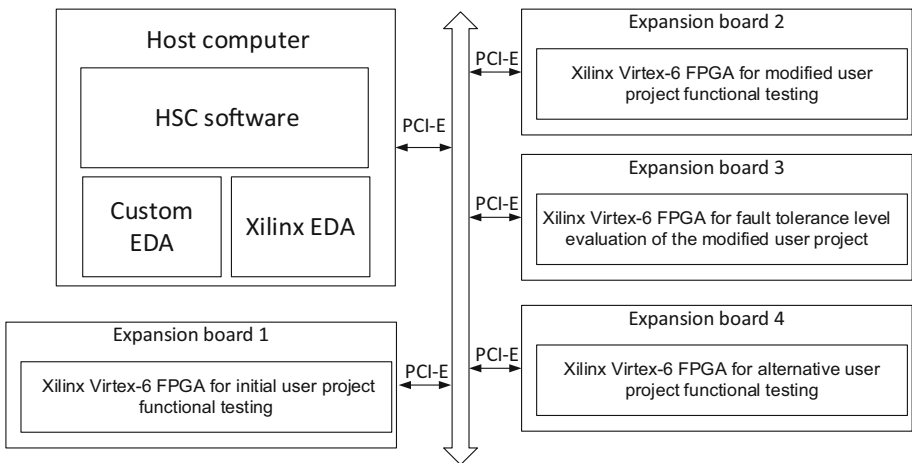 Host computer
HSC software
Custom
EDA
Xilinx EDA
PCI-E
Expansion board 1
Xilinx Virtex-6 FPGA for initial user project
functional testing
PCI-E
Expansion board 2
PCI-E
Xilinx Virtex-6 FPGA for modified user
project functional testing
Expansion board 3
PCI-E
Xilinx Virtex-6 FPGA for fault tolerance level
evaluation of the modified user project
Expansion board 4
PCI-E
Xilinx Virtex-6 FPGA for alternative user
project functional testing